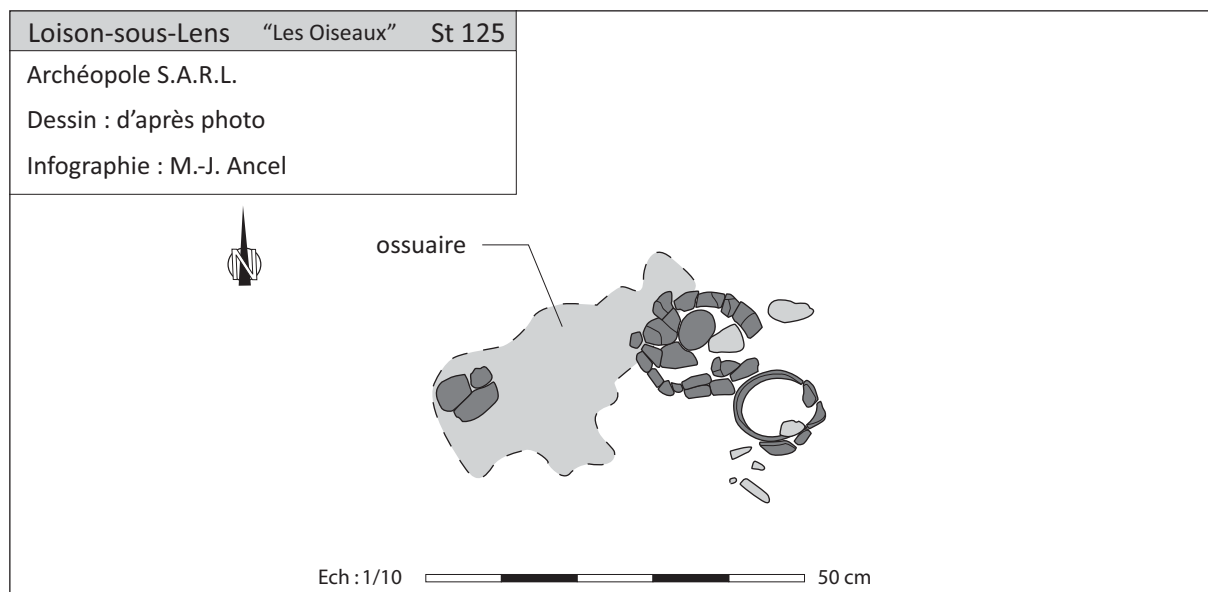 Loison-sous-Lens “Les Oiseaux” St 125
Archéopole S.A.R.L.
Dessin : d’après photo
Infographie : M.-J. Ancel
N
ossuaire
Ech : 1/10 50 cm